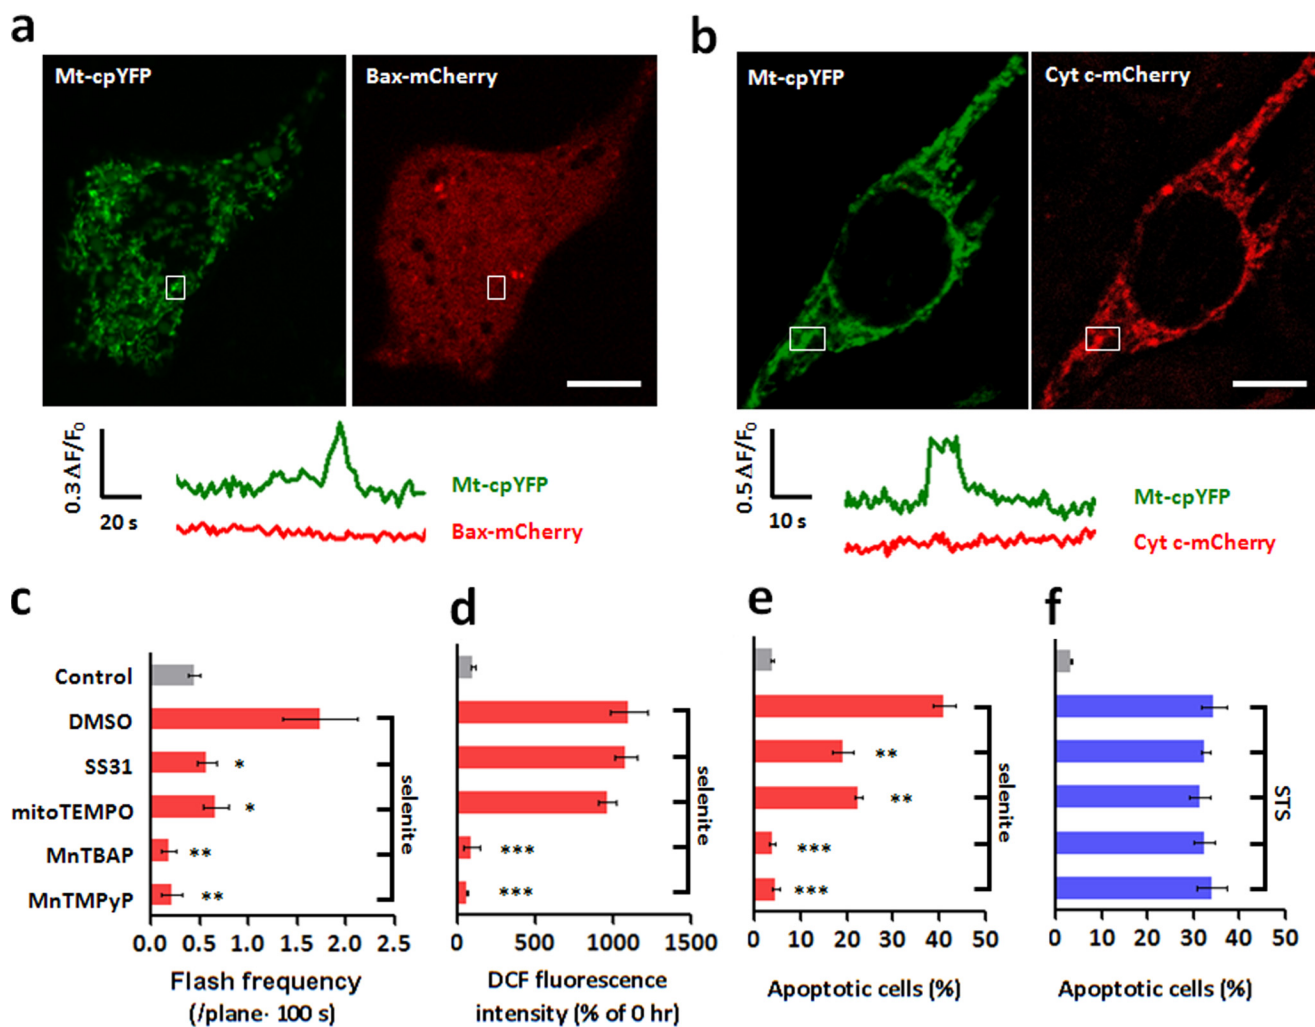 a
b
Mt-cpYFP
Bax-mCherry
Mt-cpYFP
Cyt c-mCherry
0.3 ΔF/F₀
20 s
Mt-cpYFP
Bax-mCherry
0.5 ΔF/F₀
10 s
Mt-cpYFP
Cyt c-mCherry
c
d
e
f
Control
DMSO
SS31
*
mitoTEMPO
*
MnTBAP
**
MnTMPyP
**
selenite
0.0 0.5 1.0 1.5 2.0 2.5
Flash frequency
(/plane· 100 s)
***
***
selenite
0 500 1000 1500
DCF fluorescence
intensity (% of 0 hr)
**
**
***
***
selenite
0 10 20 30 40 50
Apoptotic cells (%)
STS
0 10 20 30 40 50
Apoptotic cells (%)